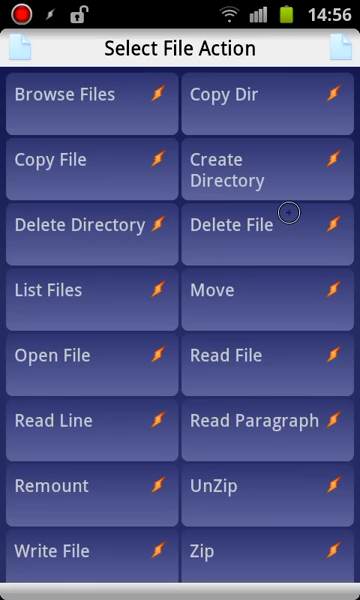 14:56
Select File Action
Browse Files
Copy Dir
Copy File
Create
Directory
Delete Directory
Delete File
List Files
Move
Open File
Read File
Read Line
Read Paragraph
Remount
UnZip
Write File
Zip